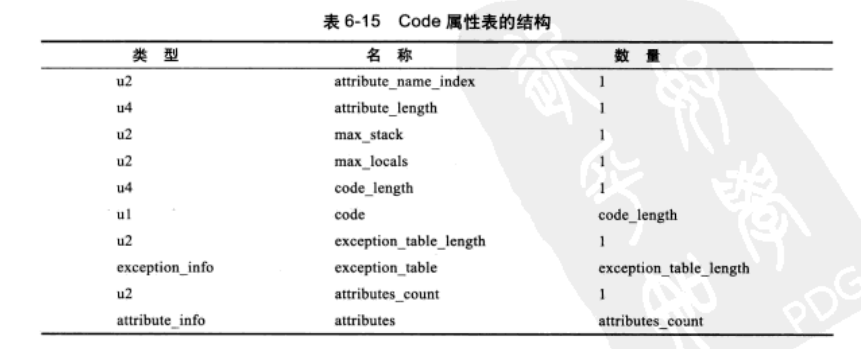 表 6-15 Code 属性表的结构
类 型 名 称 数 量
u2 attribute_name_index 1
u4 attribute_length 1
u2 max_stack 1
u2 max_locals 1
u4 code_length 1
u1 code code_length
u2 exception_table_length 1
exception_info exception_table exception_table_length
u2 attributes_count 1
attribute_info attributes attributes_count
PDG